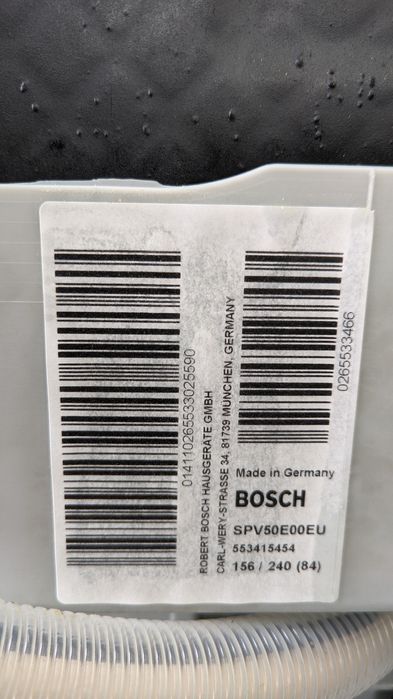 014110265533025590
ROBERT BOSCH HAUSGERÄTE GMBH
CARL-WERY-STRASSE 34, 81739 MÜNCHEN, GERMANY
0265533466
Made in Germany
BOSCH
SPV50E00EU
553415454
156 / 240 (84)